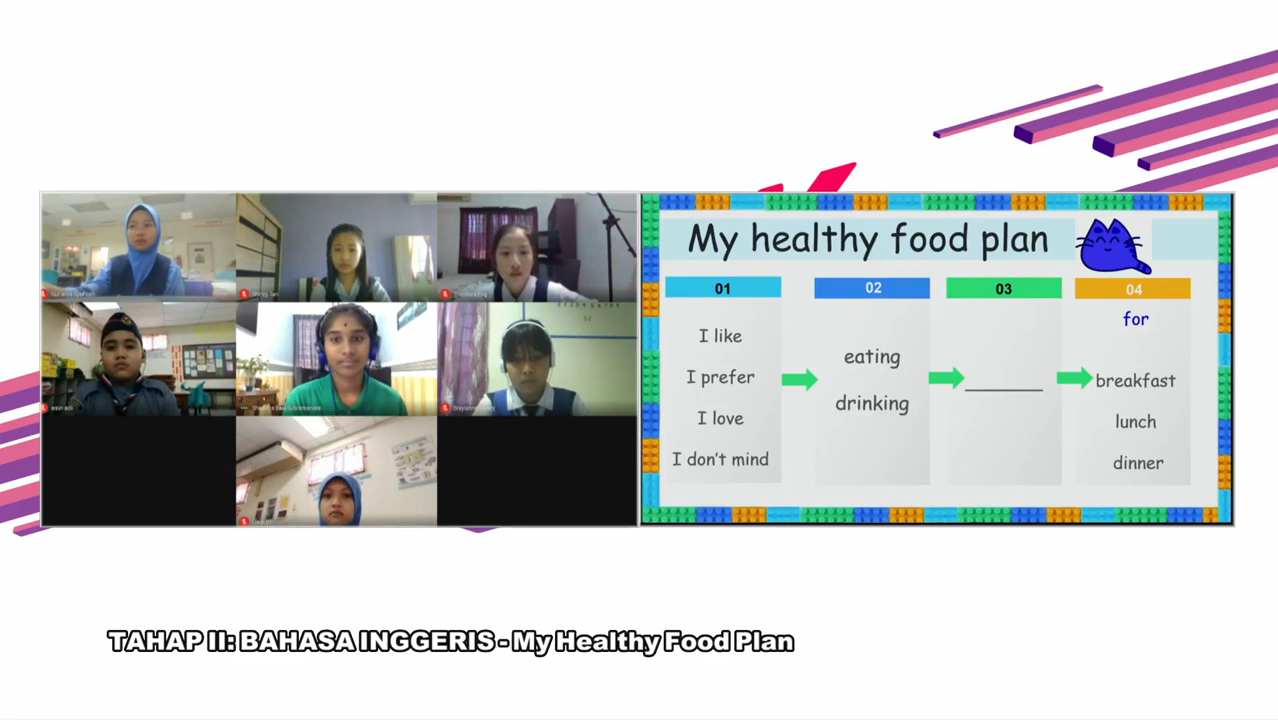 My healthy food plan
01
I like
I prefer
I love
I don't mind
02
eating
drinking
03
04
for
breakfast
lunch
dinner
TAHAP II: BAHASA INGGERIS - My Healthy Food Plan